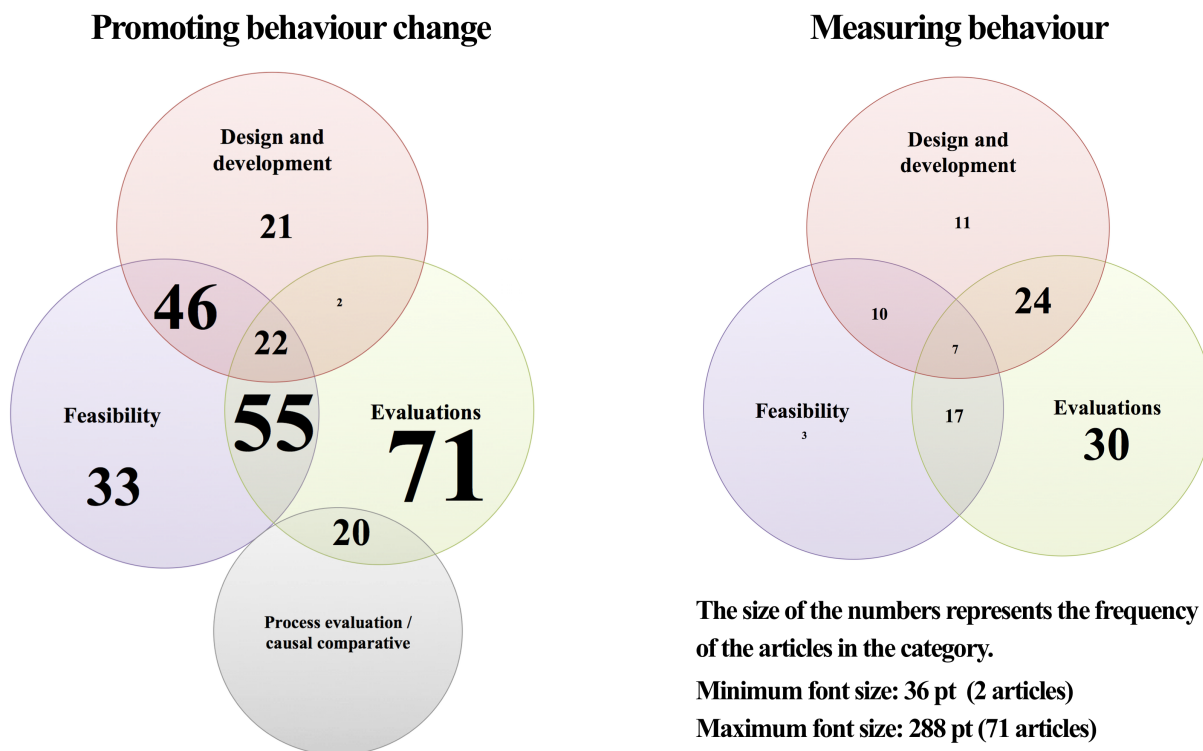 Promoting behaviour change
Design and
development
21
46
2
22
Feasibility
55
Evaluations
71
33
20
Process evaluation /
causal comparative
Measuring behaviour
Design and
development
11
10
24
7
Feasibility
3
17
Evaluations
30
The size of the numbers represents the frequency
of the articles in the category.
Minimum font size: 36 pt (2 articles)
Maximum font size: 288 pt (71 articles)